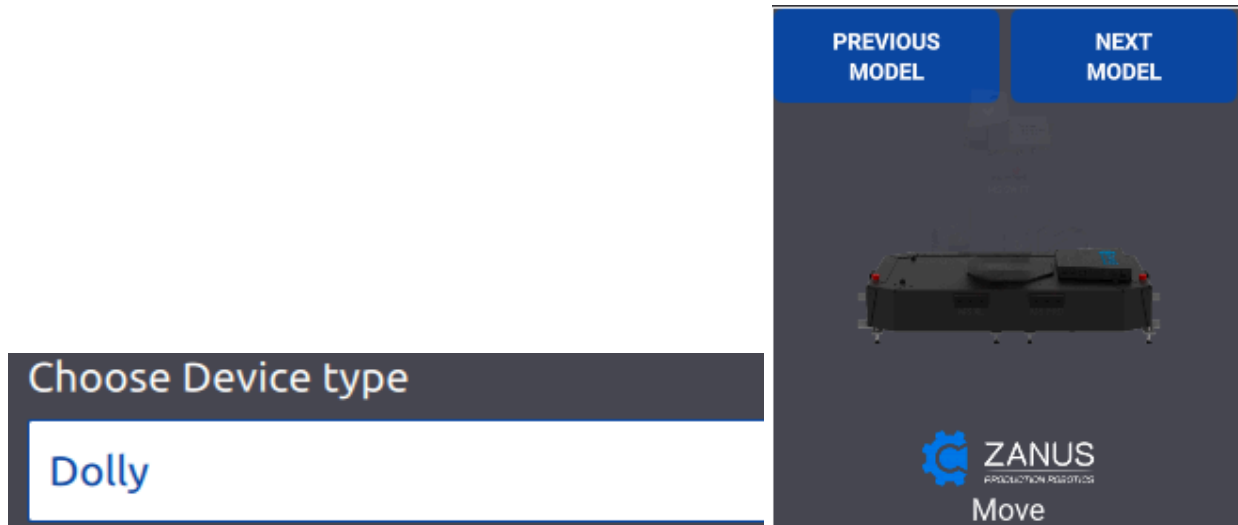 Choose Device type
Dolly
PREVIOUS
MODEL
NEXT
MODEL
ZANUS
PRODUCTION ROBOTICS
Move